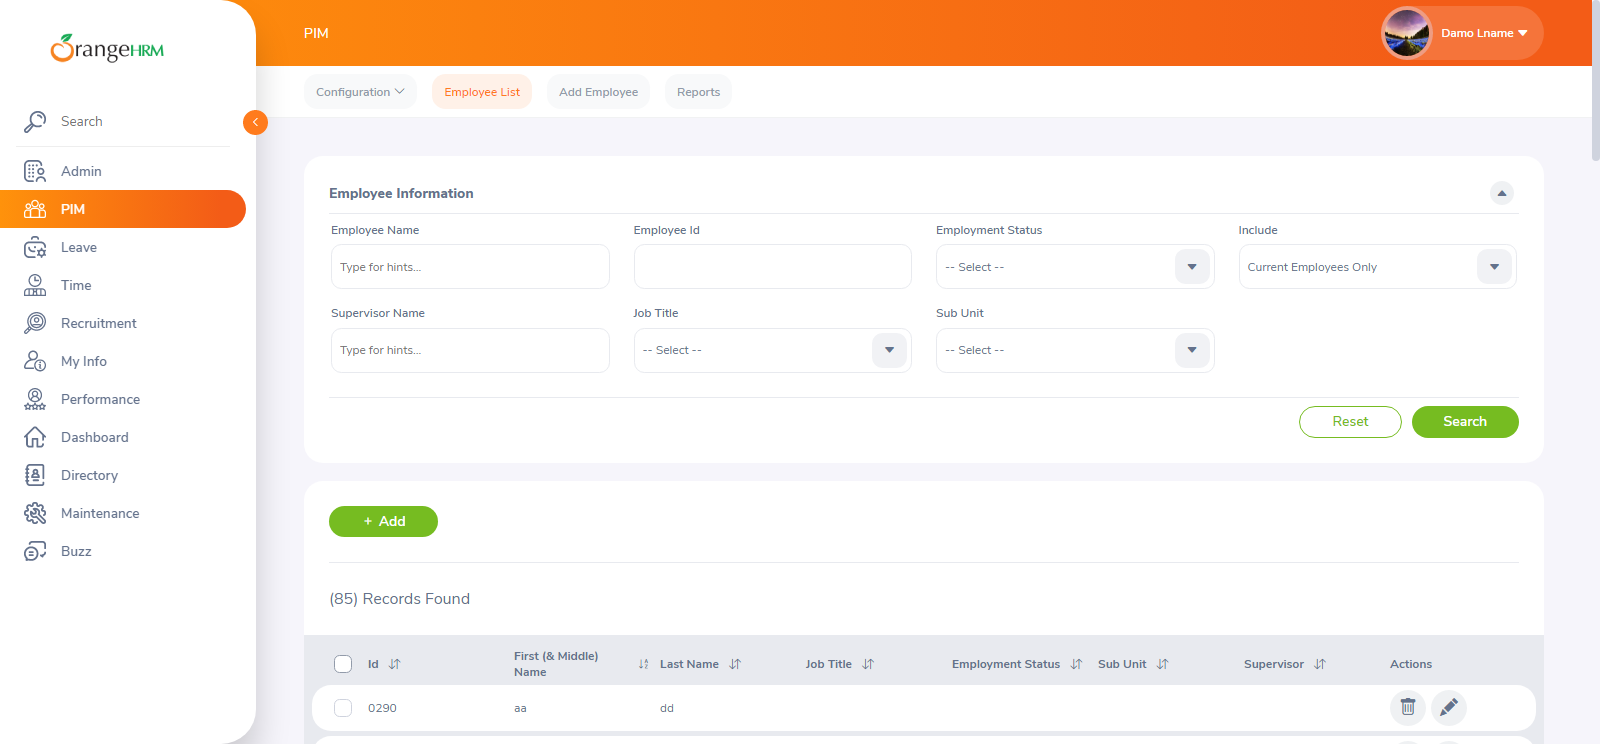 OrangeHRM
PIM
Damo Lname
Configuration
Employee List
Add Employee
Reports
Search
Admin
PIM
Leave
Time
Recruitment
My Info
Performance
Dashboard
Directory
Maintenance
Buzz
Employee Information
Employee Name
Employee Id
Employment Status
Include
Type for hints...
-- Select --
Current Employees Only
Supervisor Name
Job Title
Sub Unit
Type for hints...
-- Select --
-- Select --
Reset
Search
+ Add
(85) Records Found
Id
First (& Middle)
Name
Last Name
Job Title
Employment Status
Sub Unit
Supervisor
Actions
0290
aa
dd